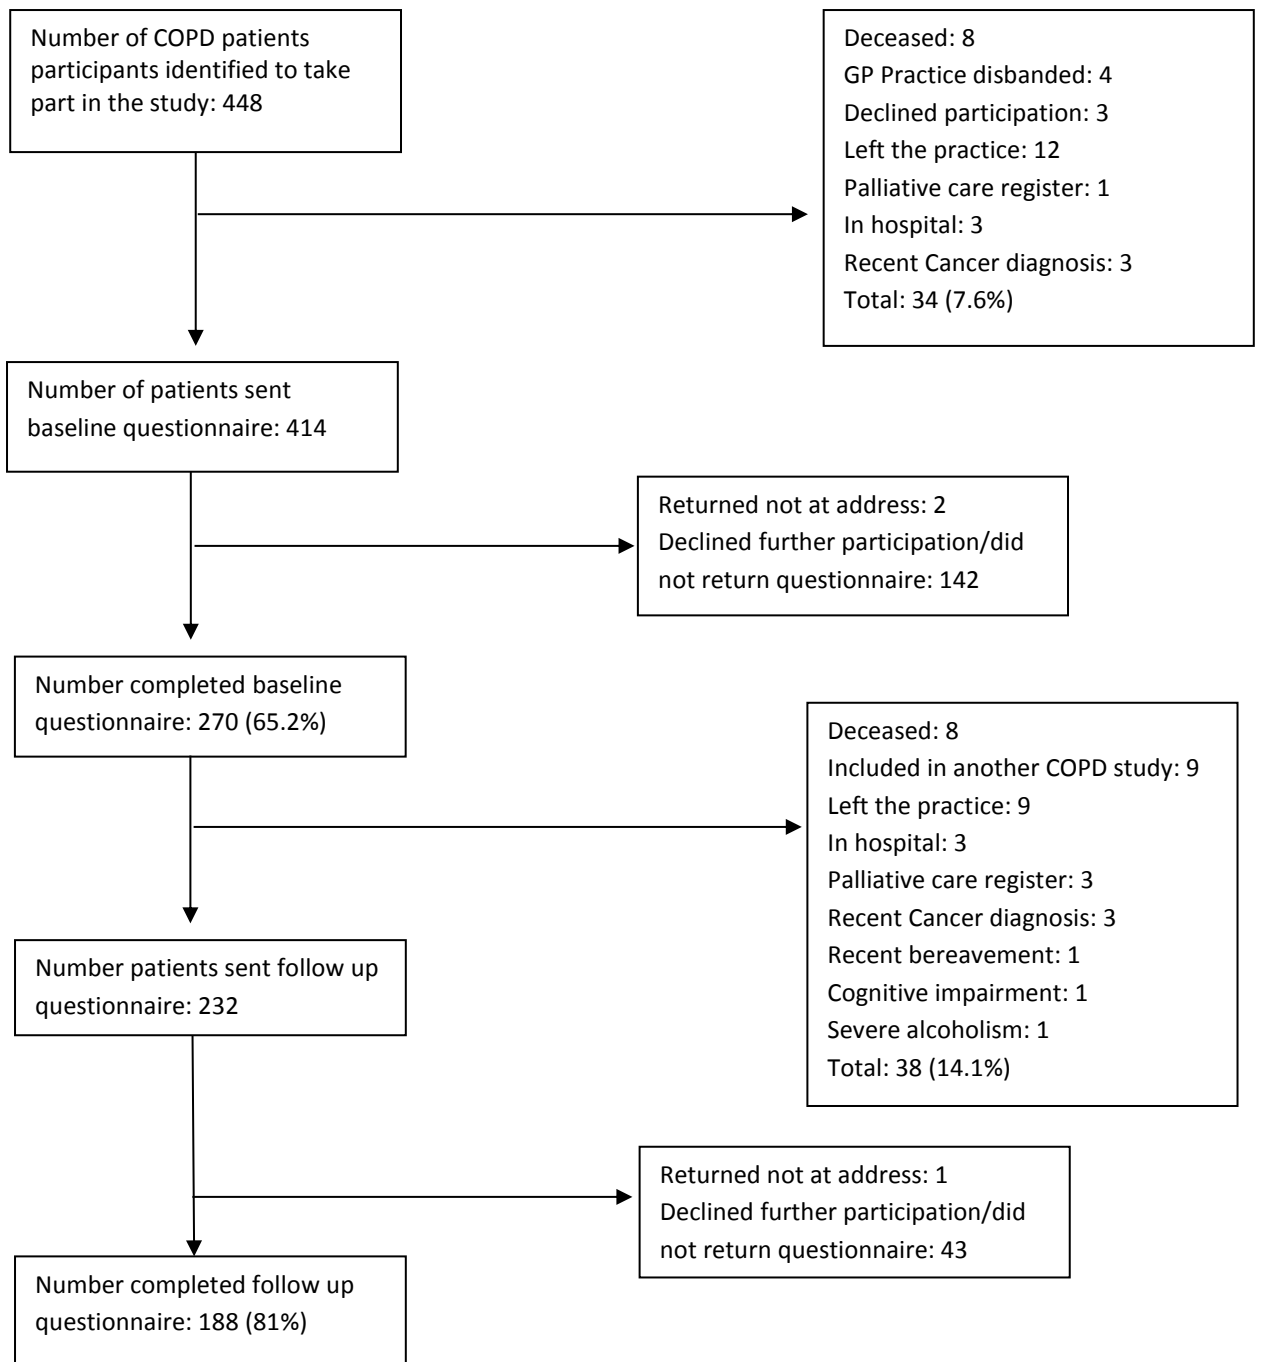 Number of COPD patients
participants identified to take
part in the study: 448
Deceased: 8
GP Practice disbanded: 4
Declined participation: 3
Left the practice: 12
Palliative care register: 1
In hospital: 3
Recent Cancer diagnosis: 3
Total: 34 (7.6%)
Number of patients sent
baseline questionnaire: 414
Returned not at address: 2
Declined further participation/did
not return questionnaire: 142
Number completed baseline
questionnaire: 270 (65.2%)
Deceased: 8
Included in another COPD study: 9
Left the practice: 9
In hospital: 3
Palliative care register: 3
Recent Cancer diagnosis: 3
Recent bereavement: 1
Cognitive impairment: 1
Severe alcoholism: 1
Total: 38 (14.1%)
Number patients sent follow up
questionnaire: 232
Returned not at address: 1
Declined further participation/did
not return questionnaire: 43
Number completed follow up
questionnaire: 188 (81%)